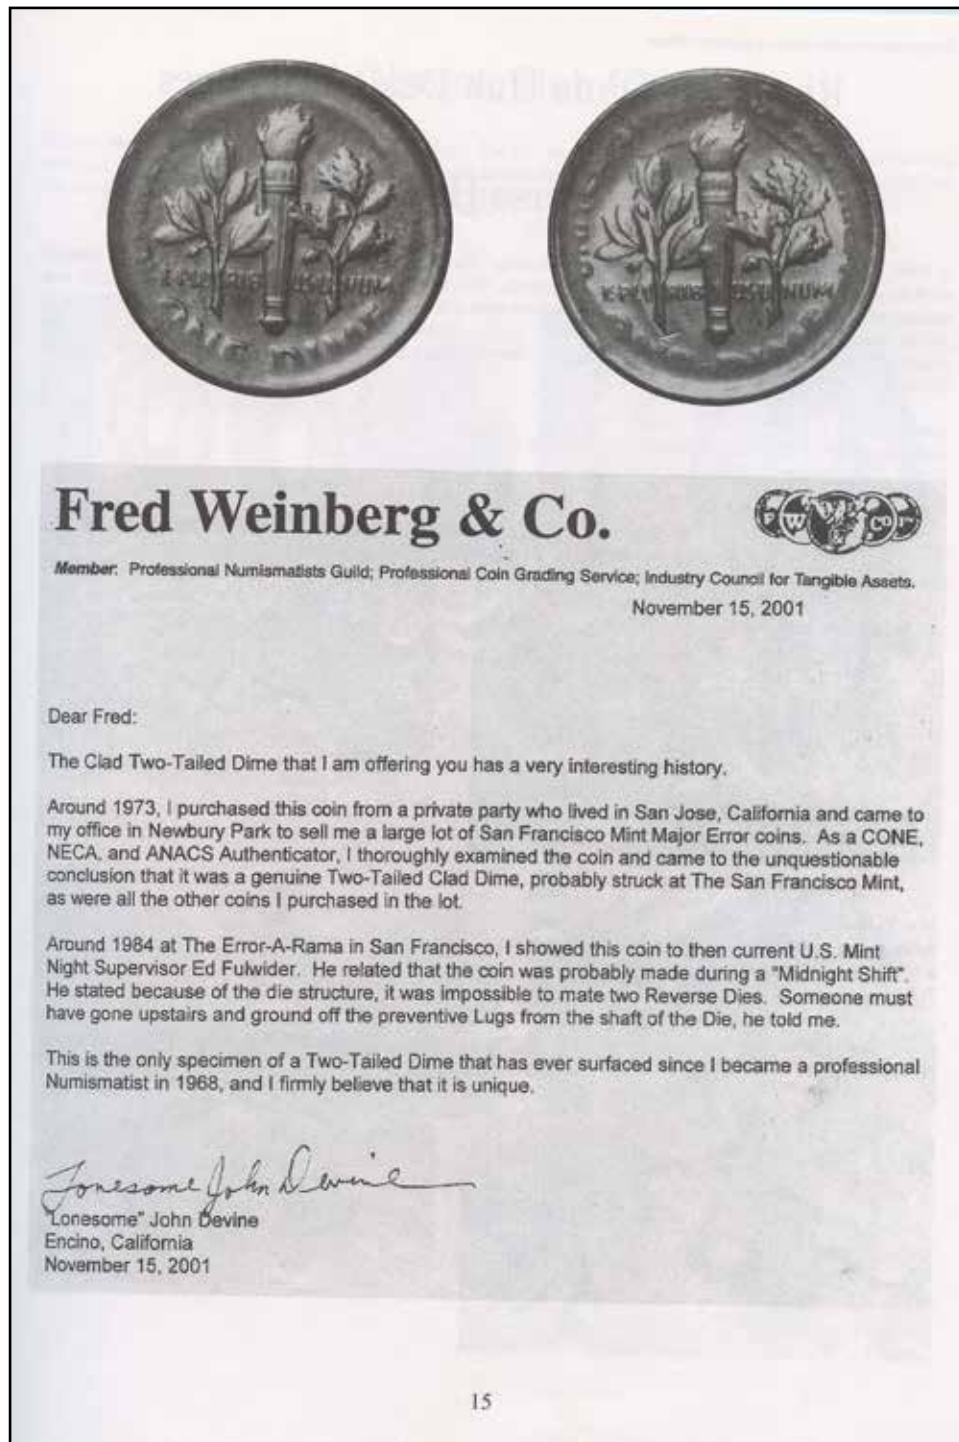 E PLURIBUS UNUM
ONE DIME
E PLURIBUS UNUM
Fred Weinberg & Co.
F W & CO
Member: Professional Numismatists Guild; Professional Coin Grading Service; Industry Council for Tangible Assets.
November 15, 2001
Dear Fred:
The Clad Two-Tailed Dime that I am offering you has a very interesting history.
Around 1973, I purchased this coin from a private party who lived in San Jose, California and came to
my office in Newbury Park to sell me a large lot of San Francisco Mint Major Error coins. As a CONE,
NECA, and ANACS Authenticator, I thoroughly examined the coin and came to the unquestionable
conclusion that it was a genuine Two-Tailed Clad Dime, probably struck at The San Francisco Mint,
as were all the other coins I purchased in the lot.
Around 1984 at The Error-A-Rama in San Francisco, I showed this coin to then current U.S. Mint
Night Supervisor Ed Fulwider. He related that the coin was probably made during a "Midnight Shift".
He stated because of the die structure, it was impossible to mate two Reverse Dies. Someone must
have gone upstairs and ground off the preventive Lugs from the shaft of the Die, he told me.
This is the only specimen of a Two-Tailed Dime that has ever surfaced since I became a professional
Numismatist in 1968, and I firmly believe that it is unique.
Lonesome John Devine
"Lonesome" John Devine
Encino, California
November 15, 2001
15